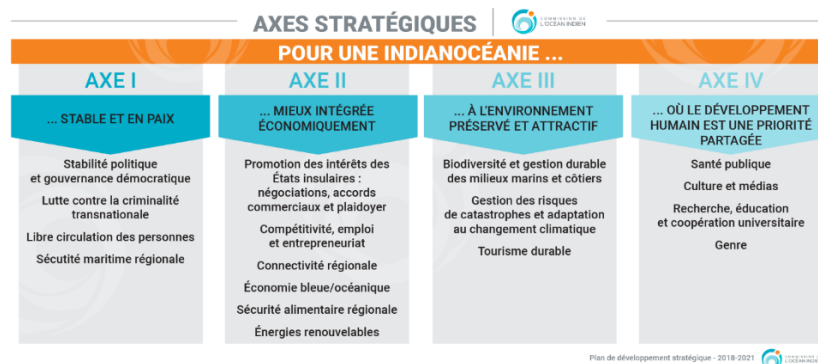 AXES STRATÉGIQUES
COMMISSION DE
L'OCÉAN INDIEN
POUR UNE INDIANOCÉANIE ...
AXE I
... STABLE ET EN PAIX
Stabilité politique
et gouvernance démocratique
Lutte contre la criminalité
transnationale
Libre circulation des personnes
Sécutité maritime régionale
AXE II
... MIEUX INTÉGRÉE
ÉCONOMIQUEMENT
Promotion des intérêts des
États insulaires :
négociations, accords
commerciaux et plaidoyer
Compétitivité, emploi
et entrepreneuriat
Connectivité régionale
Économie bleue/océanique
Sécurité alimentaire régionale
Énergies renouvelables
AXE III
... À L'ENVIRONNEMENT
PRÉSERVÉ ET ATTRACTIF
Biodiversité et gestion durable
des milieux marins et côtiers
Gestion des risques
de catastrophes et adaptation
au changement climatique
Tourisme durable
AXE IV
... OÙ LE DÉVELOPPEMENT
HUMAIN EST UNE PRIORITÉ
PARTAGÉE
Santé publique
Culture et médias
Recherche, éducation
et coopération universitaire
Genre
Plan de développement stratégique - 2018-2021